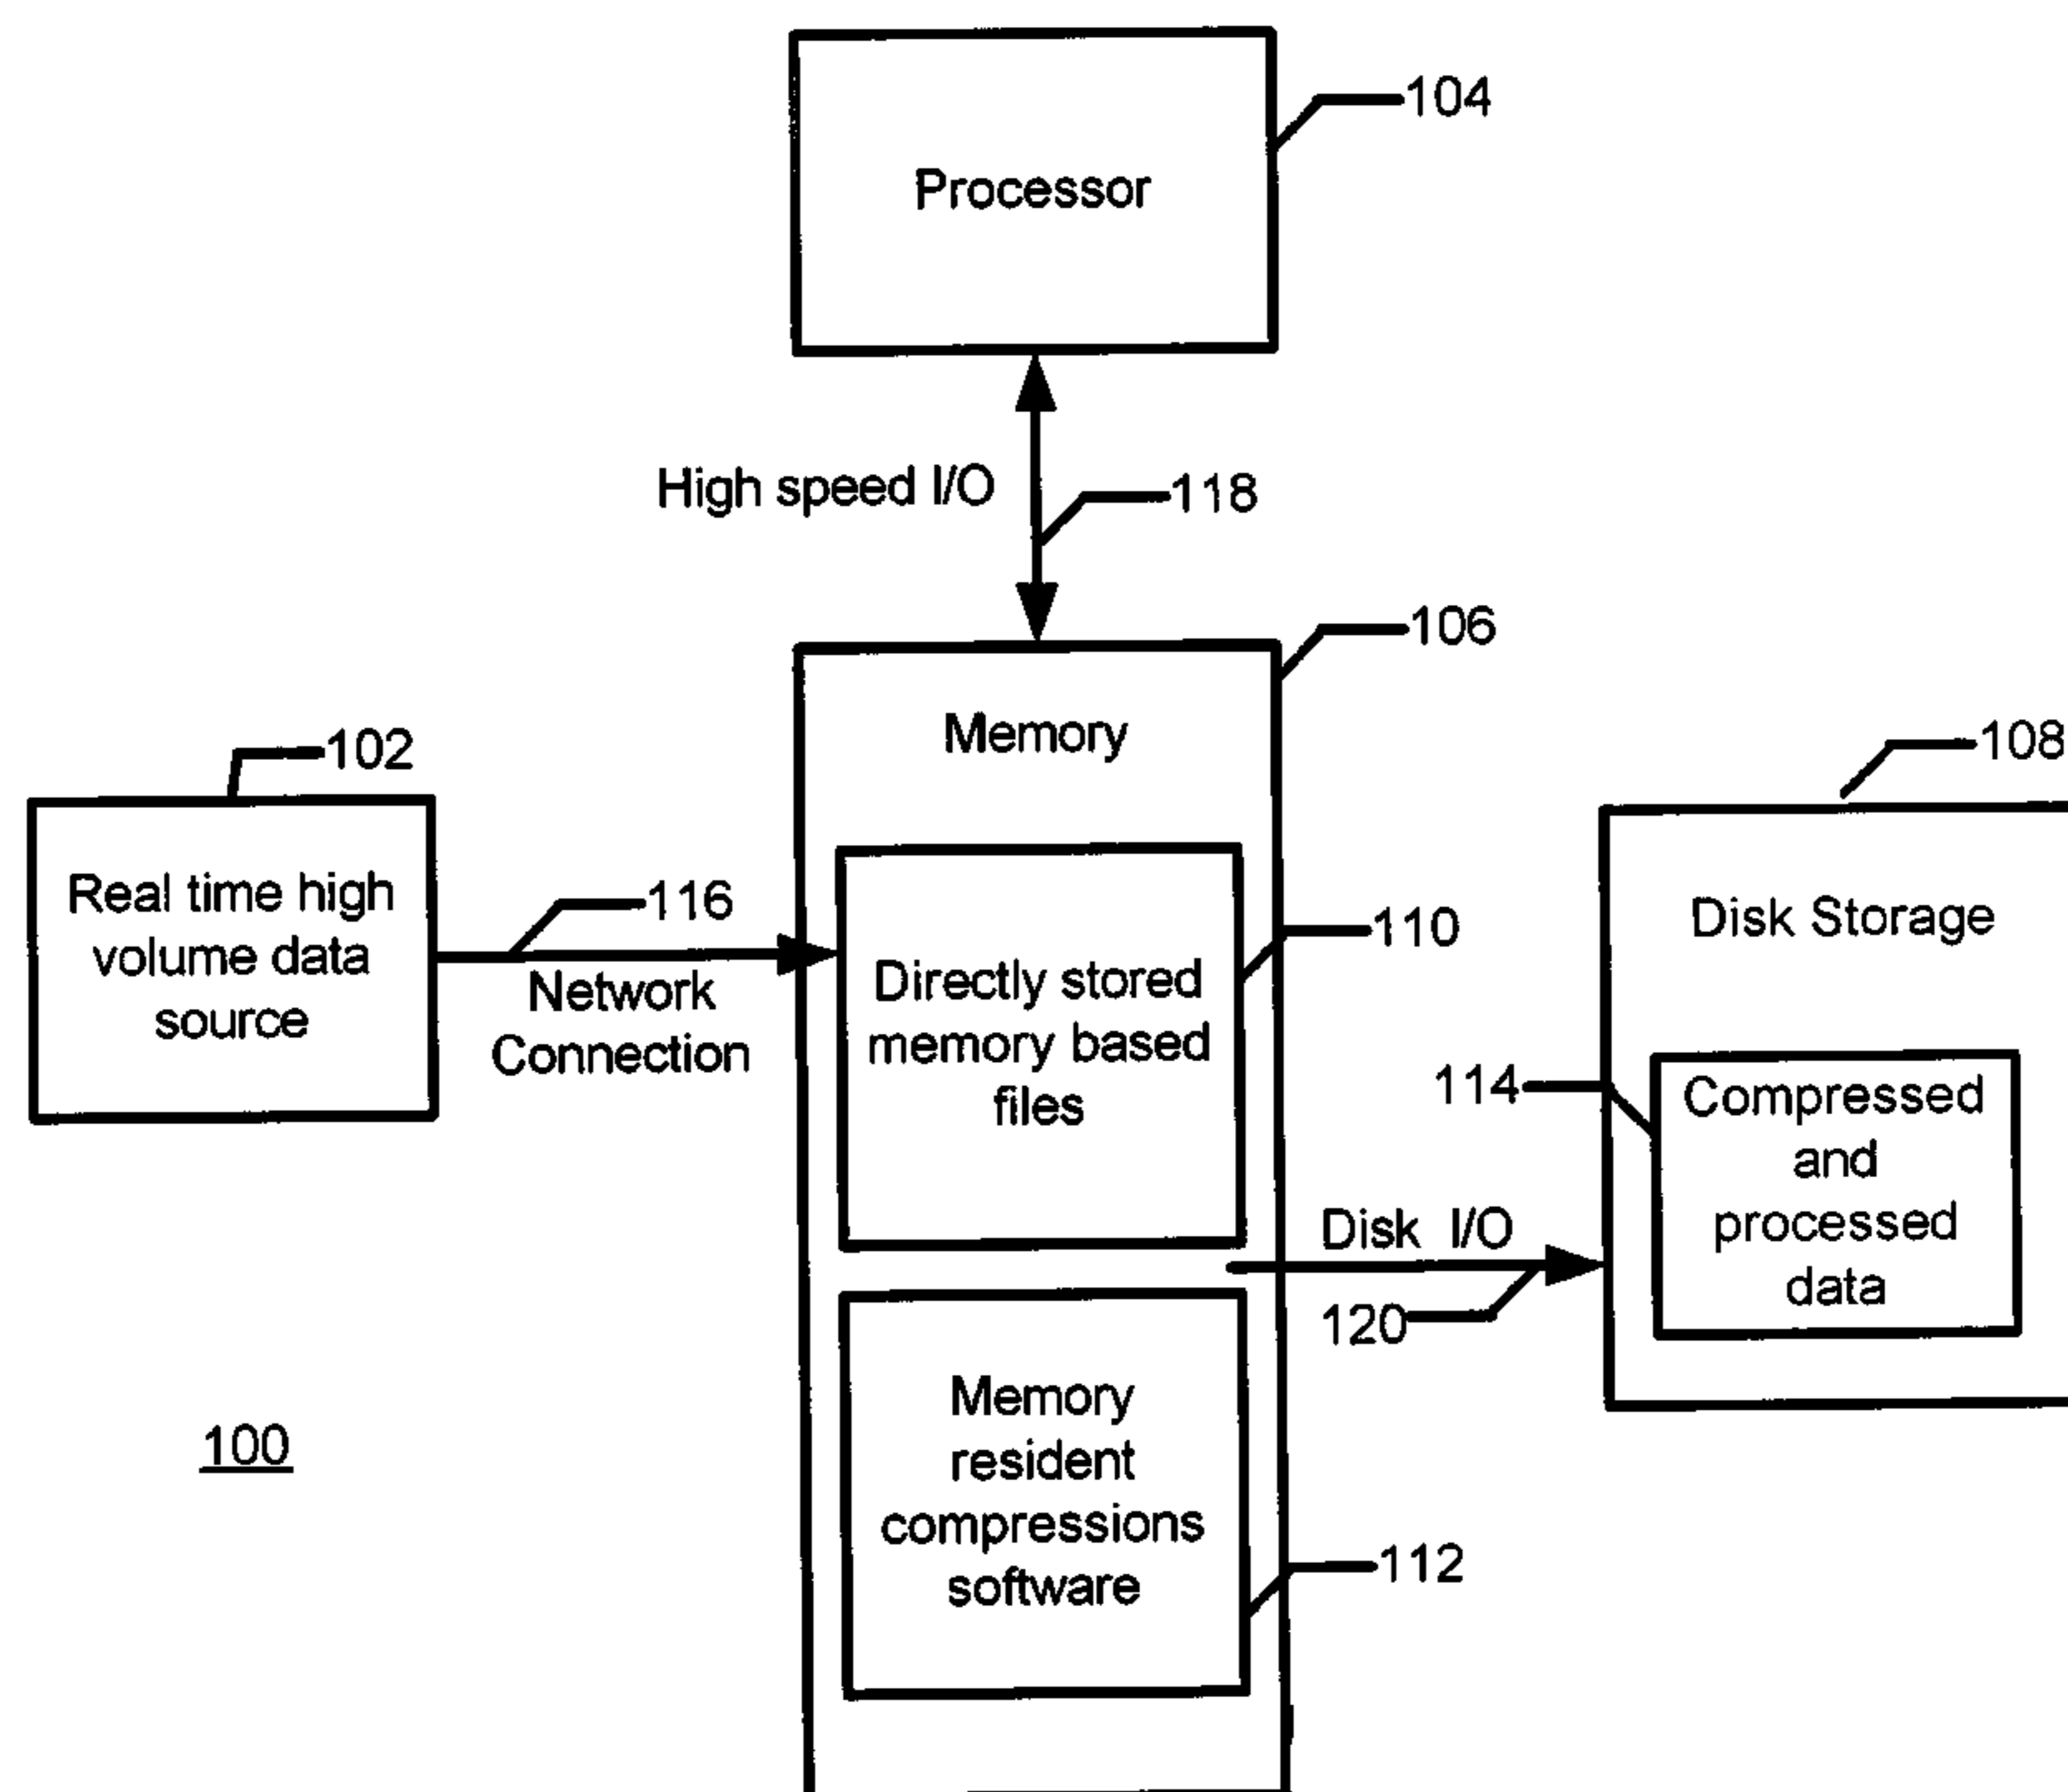 104
Processor
High speed I/O
118
106
Memory
102
108
Real time high
volume data
source
116
Network
Connection
110
Directly stored
memory based
files
Disk Storage
114
Compressed
and
processed
data
Disk I/O
120
Memory
resident
compressions
software
112
100